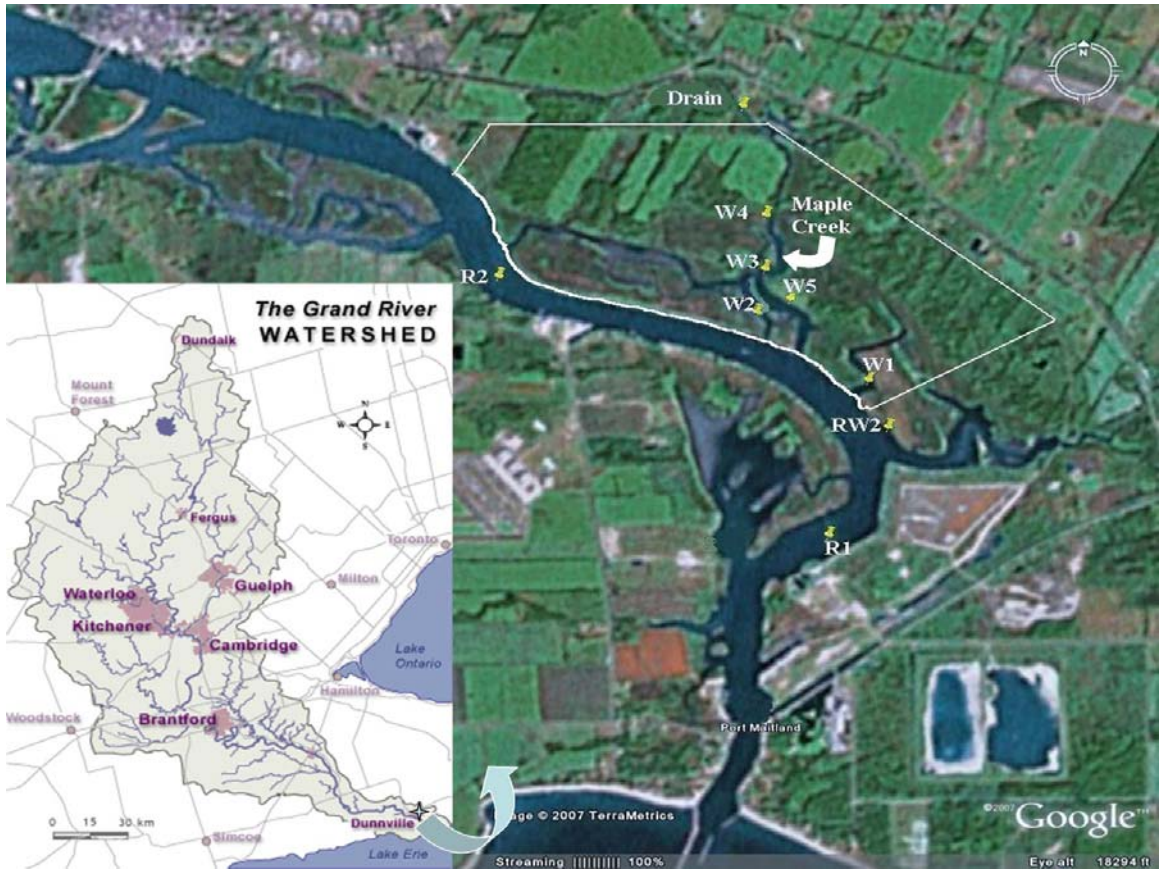 N
Drain
W4
Maple
Creek
W3
W5
R2
W2
W1
RW2
R1
Port Maitland
age © 2007 TerraMetrics
©2007 Google™
Streaming |||||||||| 100%
Eye alt 18294 ft
The Grand River
WATERSHED
Dundalk
Mount
Forest
N
W E
S
Fergus
Toronto
Guelph
Milton
Waterloo
Kitchener
Cambridge
Lake
Ontario
Hamilton
Woodstock
Brantford
0 15 30 km
Simcoe
Dunnville
Lake Erie